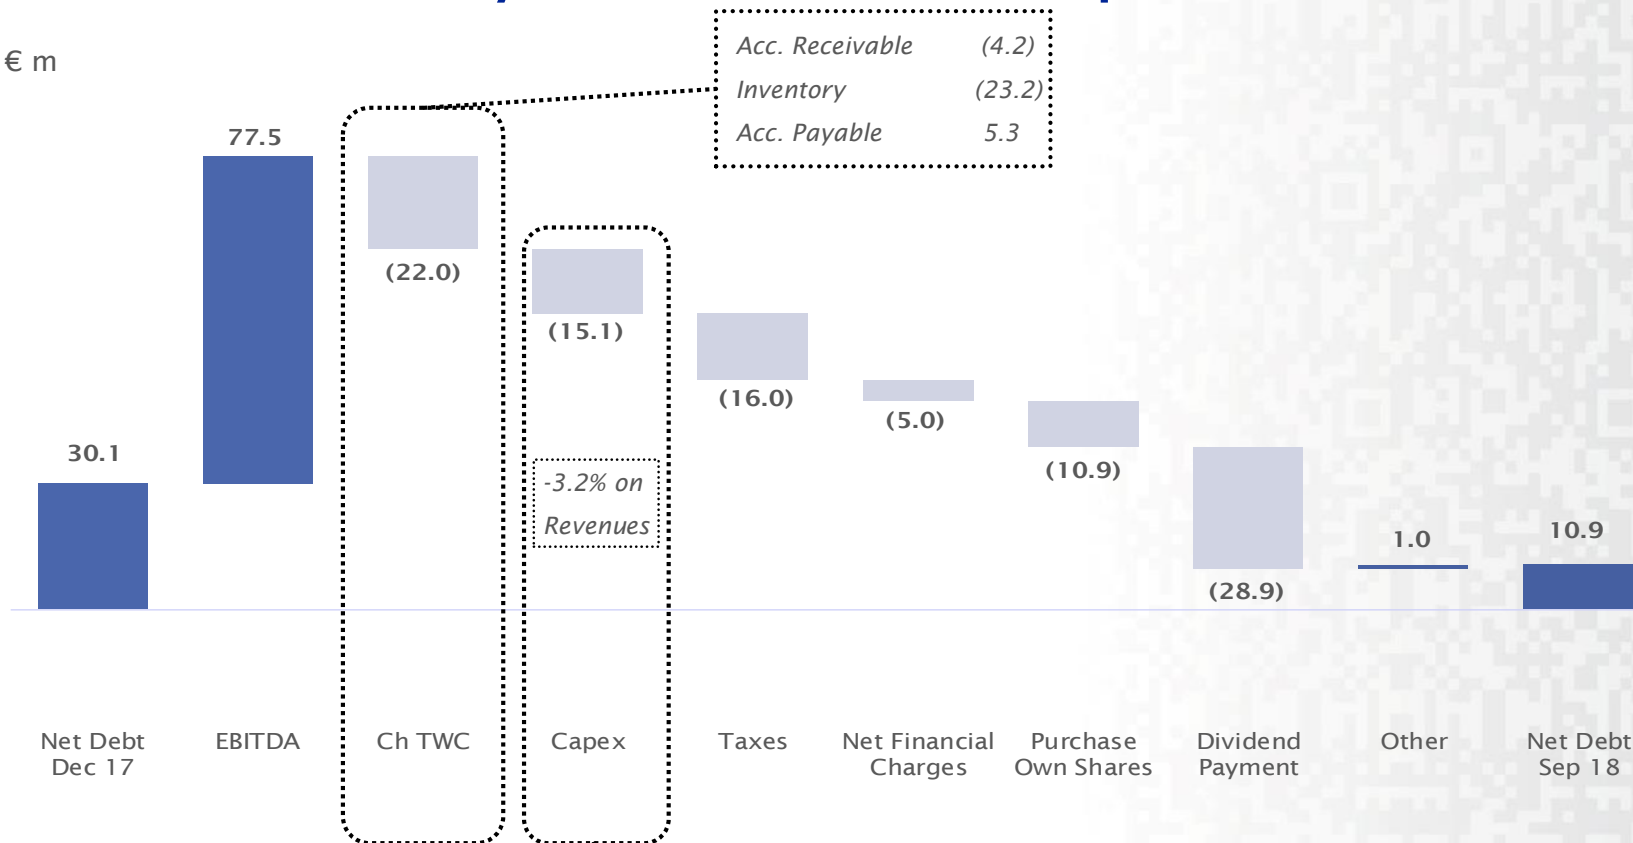 € m
Acc. Receivable (4.2)
Inventory (23.2)
Acc. Payable 5.3
77.5
(22.0)
(15.1)
(16.0)
(5.0)
(10.9)
30.1
-3.2% on
Revenues
(28.9)
1.0
10.9
Net Debt
Dec 17
EBITDA
Ch TWC
Capex
Taxes
Net Financial
Charges
Purchase
Own Shares
Dividend
Payment
Other
Net Debt
Sep 18